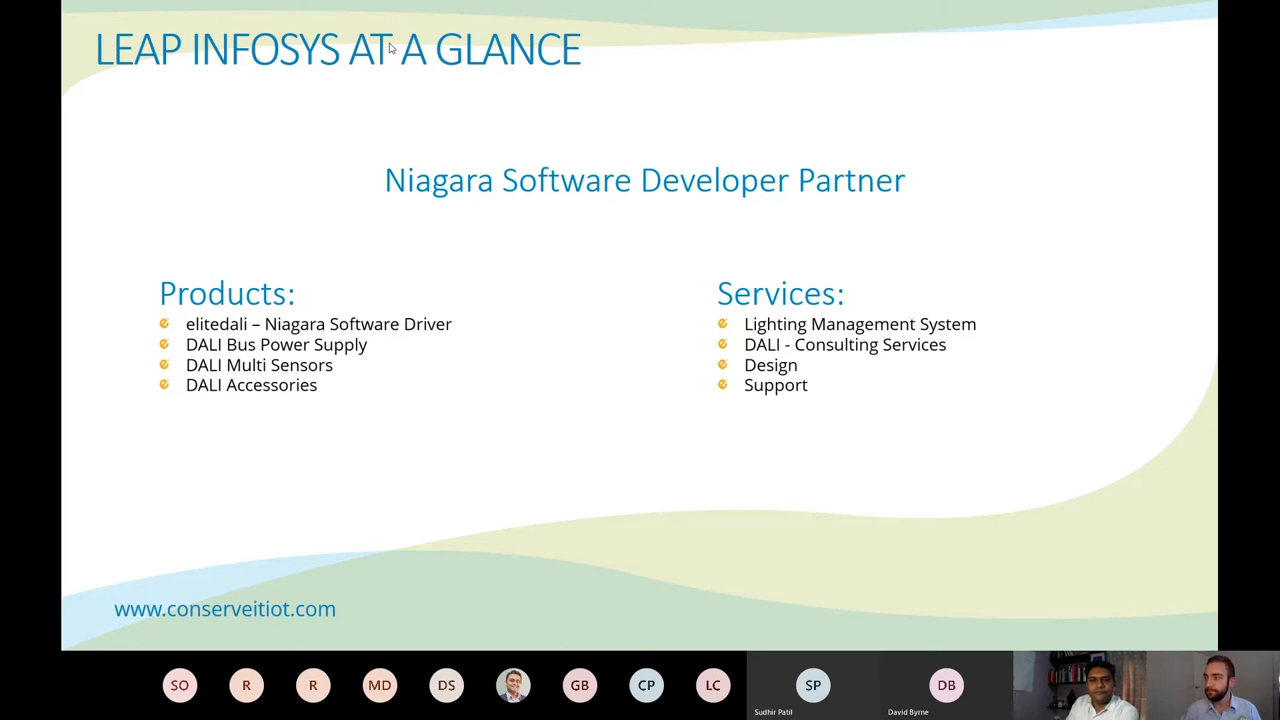 LEAP INFOSYS AT A GLANCE
Niagara Software Developer Partner
Products:
elitedali – Niagara Software Driver
DALI Bus Power Supply
DALI Multi Sensors
DALI Accessories
Services:
Lighting Management System
DALI - Consulting Services
Design
Support
www.conserveitiot.com
SO
R
R
MD
DS
GB
CP
LC
SP
Sudhir Patil
DB
David Byrne